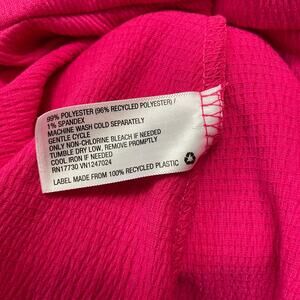 99% POLYESTER (96% RECYCLED POLYESTER) /
1% SPANDEX
MACHINE WASH COLD SEPARATELY
GENTLE CYCLE
ONLY NON-CHLORINE BLEACH IF NEEDED
TUMBLE DRY LOW, REMOVE PROMPTLY
COOL IRON IF NEEDED
RN17730 VN1247024
LABEL MADE FROM 100% RECYCLED PLASTIC